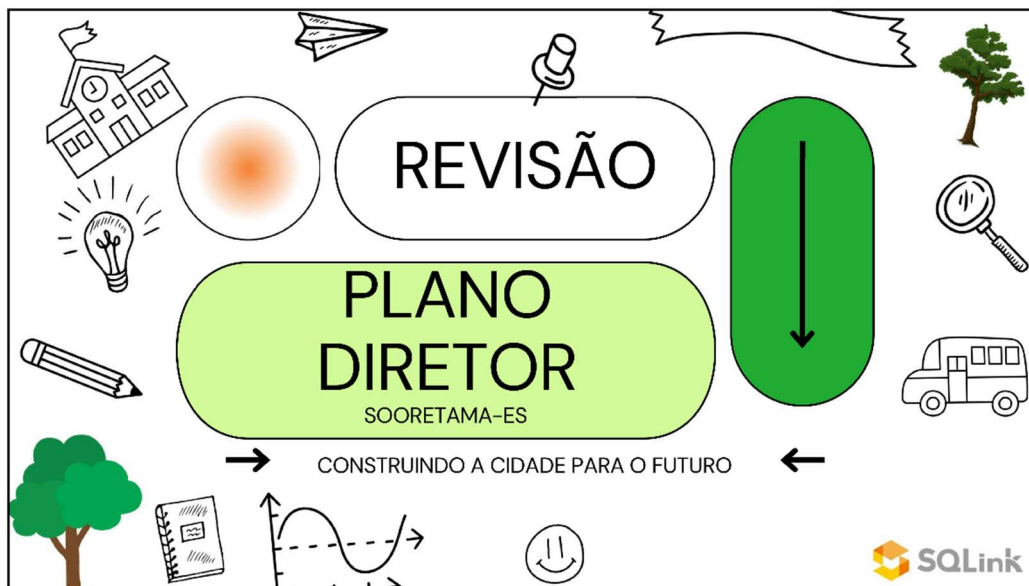 REVISÃO
PLANO
DIRETOR
SOORETAMA-ES
CONSTRUINDO A CIDADE PARA O FUTURO
SQLink